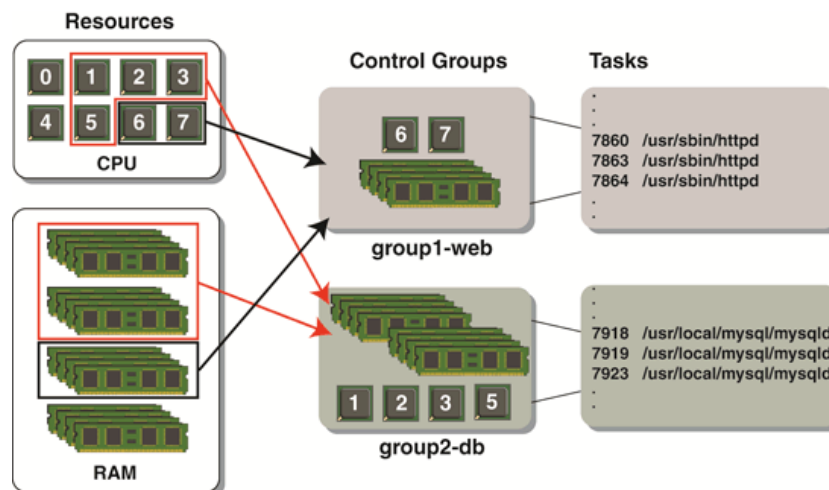 Resources
0 1 2 3
4 5 6 7
CPU
RAM
Control Groups
6 7
group1-web
1 2 3 5
group2-db
Tasks
.
.
.
7860 /usr/sbin/httpd
7863 /usr/sbin/httpd
7864 /usr/sbin/httpd
.
.
.
.
7918 /usr/local/mysql/mysqld
7919 /usr/local/mysql/mysqld
7923 /usr/local/mysql/mysqld
.
.